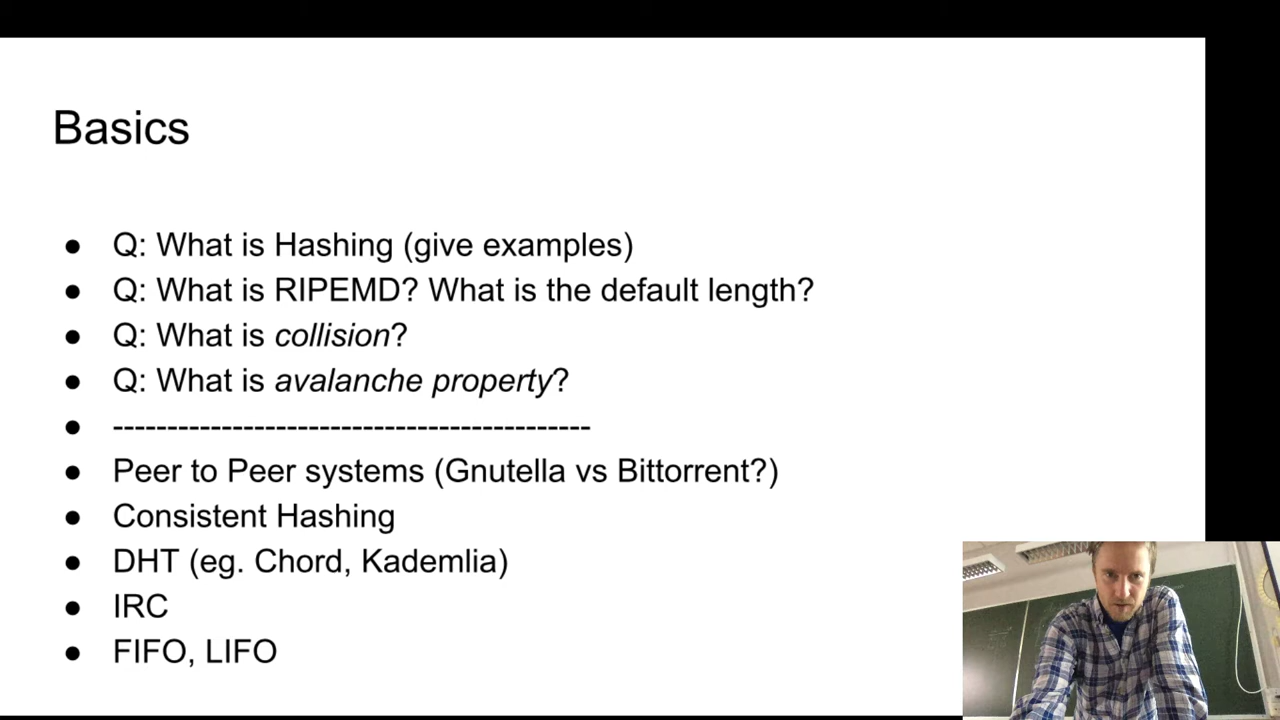 Basics
● Q: What is Hashing (give examples)
● Q: What is RIPEMD? What is the default length?
● Q: What is collision?
● Q: What is avalanche property?
● --------------------------------------------
● Peer to Peer systems (Gnutella vs Bittorrent?)
● Consistent Hashing
● DHT (eg. Chord, Kademlia)
● IRC
● FIFO, LIFO